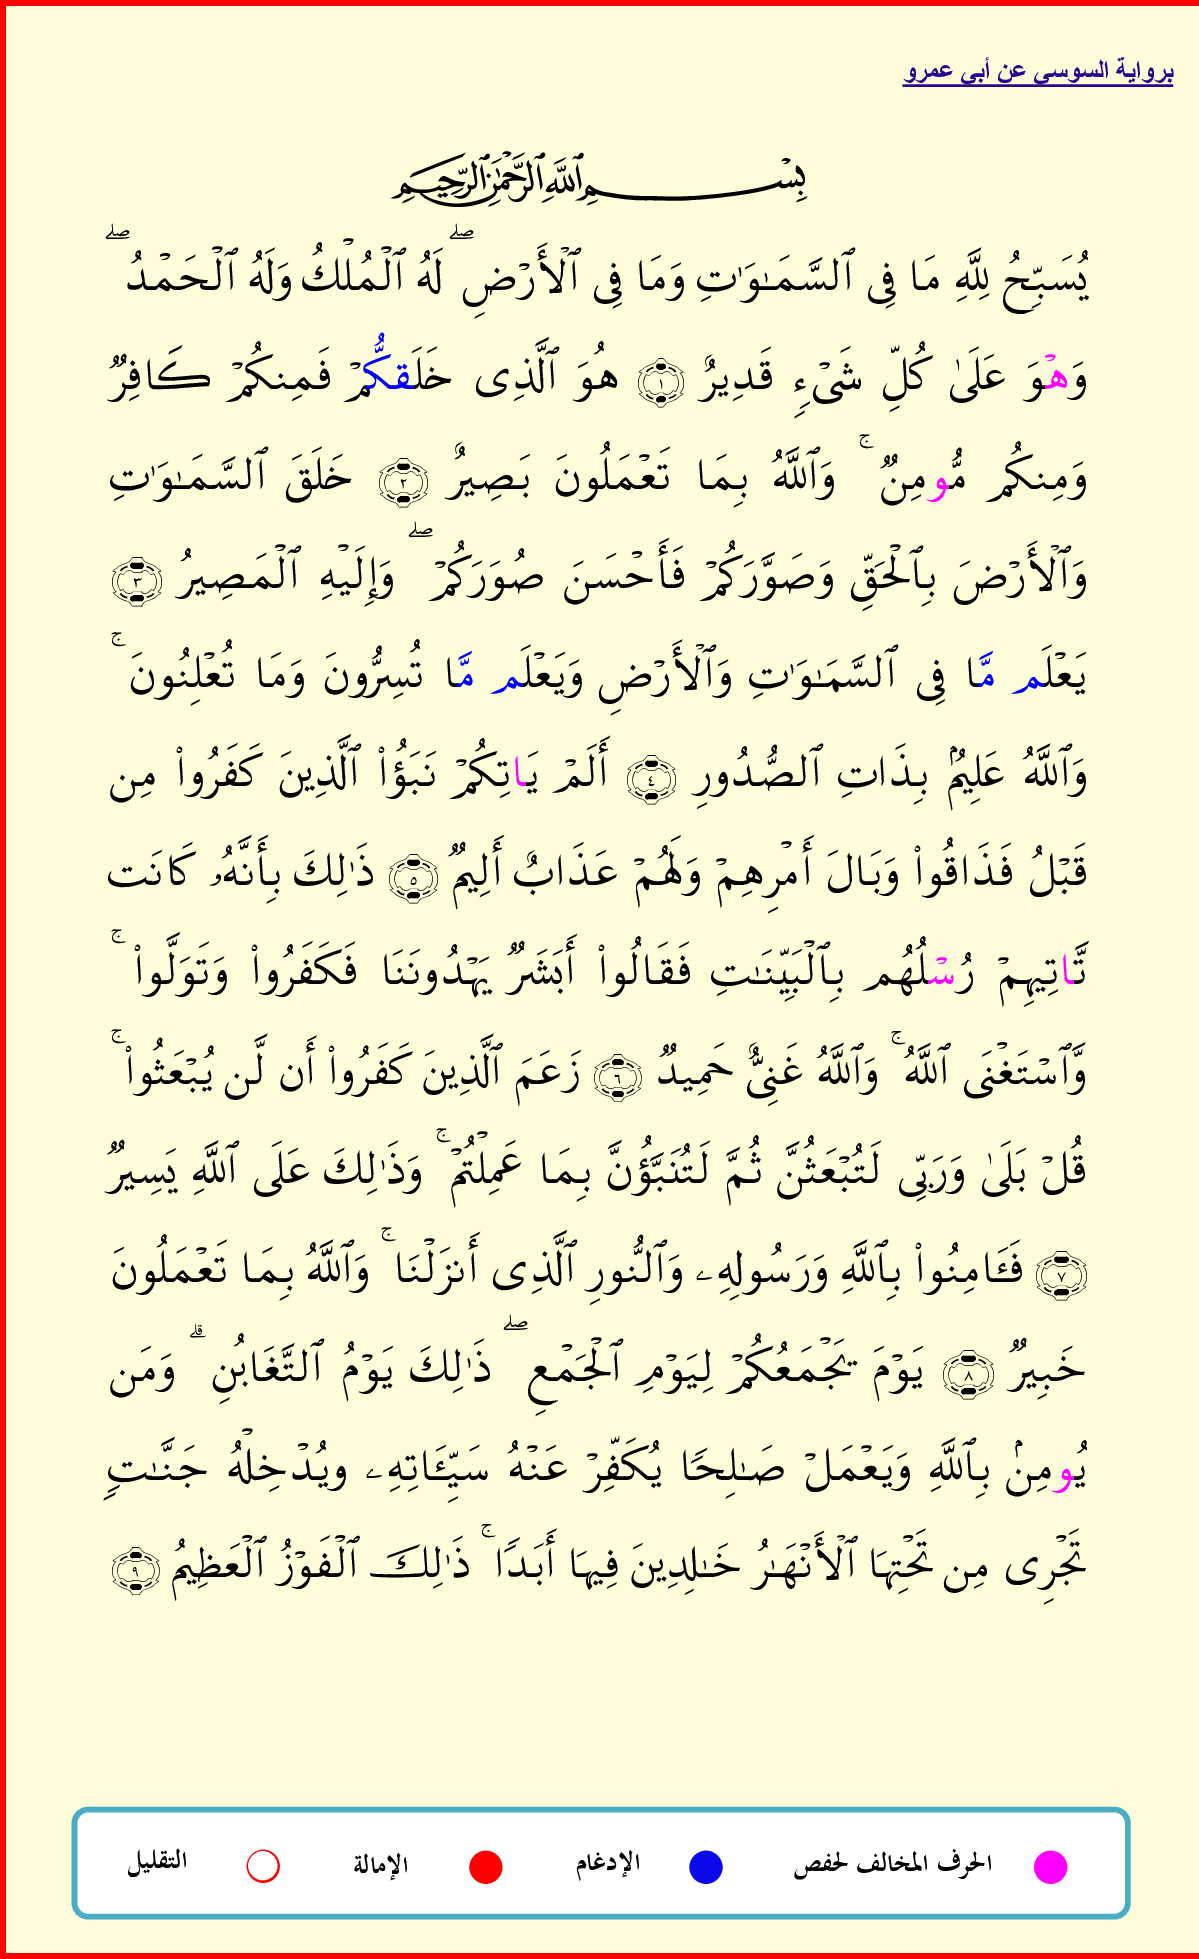 برواية السوسي عن أبي عمرو
بِسْمِ ٱللَّهِ ٱلرَّحْمَٰنِ ٱلرَّحِيمِ
يُسَبِّحُ لِلَّهِ مَا فِى ٱلسَّمَـٰوَٰتِ وَمَا فِى ٱلْأَرْضِ ۖ لَهُ ٱلْمُلْكُ وَلَهُ ٱلْحَمْدُ ۖ
وَهْوَ عَلَىٰ كُلِّ شَىْءٍ قَدِيرٌ ١ هُوَ ٱلَّذِى خَلَقكُّمْ فَمِنكُمْ كَافِرٌ
وَمِنكُم مُّومِنٌ ۚ وَٱللَّهُ بِمَا تَعْمَلُونَ بَصِيرٌ ٢ خَلَقَ ٱلسَّمَـٰوَٰتِ
وَٱلْأَرْضَ بِٱلْحَقِّ وَصَوَّرَكُمْ فَأَحْسَنَ صُوَرَكُمْ ۖ وَإِلَيْهِ ٱلْمَصِيرُ ٣
يَعْلَم مَّا فِى ٱلسَّمَـٰوَٰتِ وَٱلْأَرْضِ وَيَعْلَم مَّا تُسِرُّونَ وَمَا تُعْلِنُونَ ۚ
وَٱللَّهُ عَلِيمٌۢ بِذَاتِ ٱلصُّدُورِ ٤ أَلَمْ يَاتِكُمْ نَبَؤُا۟ ٱلَّذِينَ كَفَرُوا۟ مِن
قَبْلُ فَذَاقُوا۟ وَبَالَ أَمْرِهِمْ وَلَهُمْ عَذَابٌ أَلِيمٌ ٥ ذَٰلِكَ بِأَنَّهُۥ كَانَت
تَّاتِيهِمْ رُسْلُهُم بِٱلْبَيِّنَـٰتِ فَقَالُوا۟ أَبَشَرٌ يَهْدُونَنَا فَكَفَرُوا۟ وَتَوَلَّوا۟ ۚ
وَّٱسْتَغْنَى ٱللَّهُ ۚ وَٱللَّهُ غَنِىٌّ حَمِيدٌ ٦ زَعَمَ ٱلَّذِينَ كَفَرُوا۟ أَن لَّن يُبْعَثُوا۟ ۚ
قُلْ بَلَىٰ وَرَبِّى لَتُبْعَثُنَّ ثُمَّ لَتُنَبَّؤُنَّ بِمَا عَمِلْتُمْ ۚ وَذَٰلِكَ عَلَى ٱللَّهِ يَسِيرٌ
٧ فَـَٔامِنُوا۟ بِٱللَّهِ وَرَسُولِهِۦ وَٱلنُّورِ ٱلَّذِى أَنزَلْنَا ۚ وَٱللَّهُ بِمَا تَعْمَلُونَ
خَبِيرٌ ٨ يَوْمَ يَجْمَعُكُمْ لِيَوْمِ ٱلْجَمْعِ ۖ ذَٰلِكَ يَوْمُ ٱلتَّغَابُنِ ۗ وَمَن
يُومِنۢ بِٱللَّهِ وَيَعْمَلْ صَـٰلِحًا يُكَفِّرْ عَنْهُ سَيِّـَٔاتِهِۦ ويُدْخِلْهُ جَنَّـٰتٍ
تَجْرِى مِن تَحْتِهَا ٱلْأَنْهَـٰرُ خَـٰلِدِينَ فِيهَا أَبَدًا ۚ ذَٰلِكَ ٱلْفَوْزُ ٱلْعَظِيمُ ٩
الحرف المخالف لحفص الإدغام الإمالة التقليل